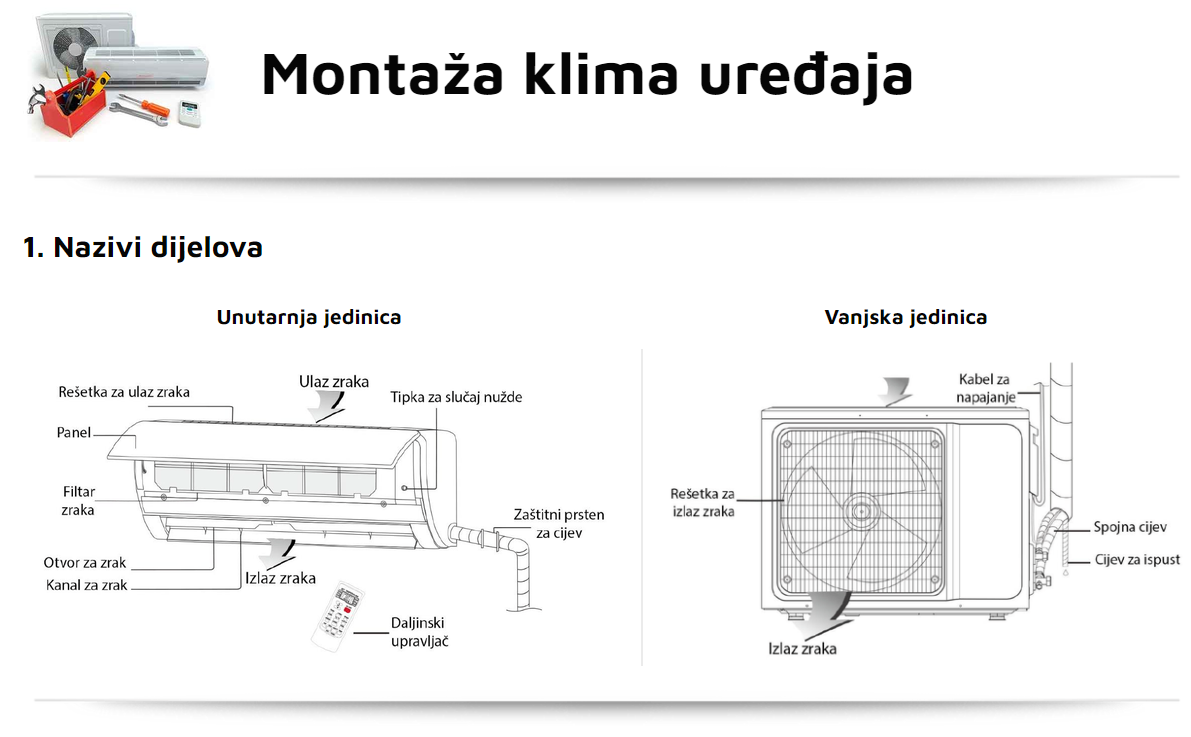 Montaža klima uređaja
1. Nazivi dijelova
Unutarnja jedinica
Rešetka za ulaz zraka
Ulaz zraka
Tipka za slučaj nužde
Panel
Filtar
zraka
Zaštitni prsten
za cijev
Otvor za zrak
Kanal za zrak
Izlaz zraka
Daljinski
upravljač
Vanjska jedinica
Kabel za
napajanje
Rešetka za
izlaz zraka
Spojna cijev
Cijev za ispust
Izlaz zraka